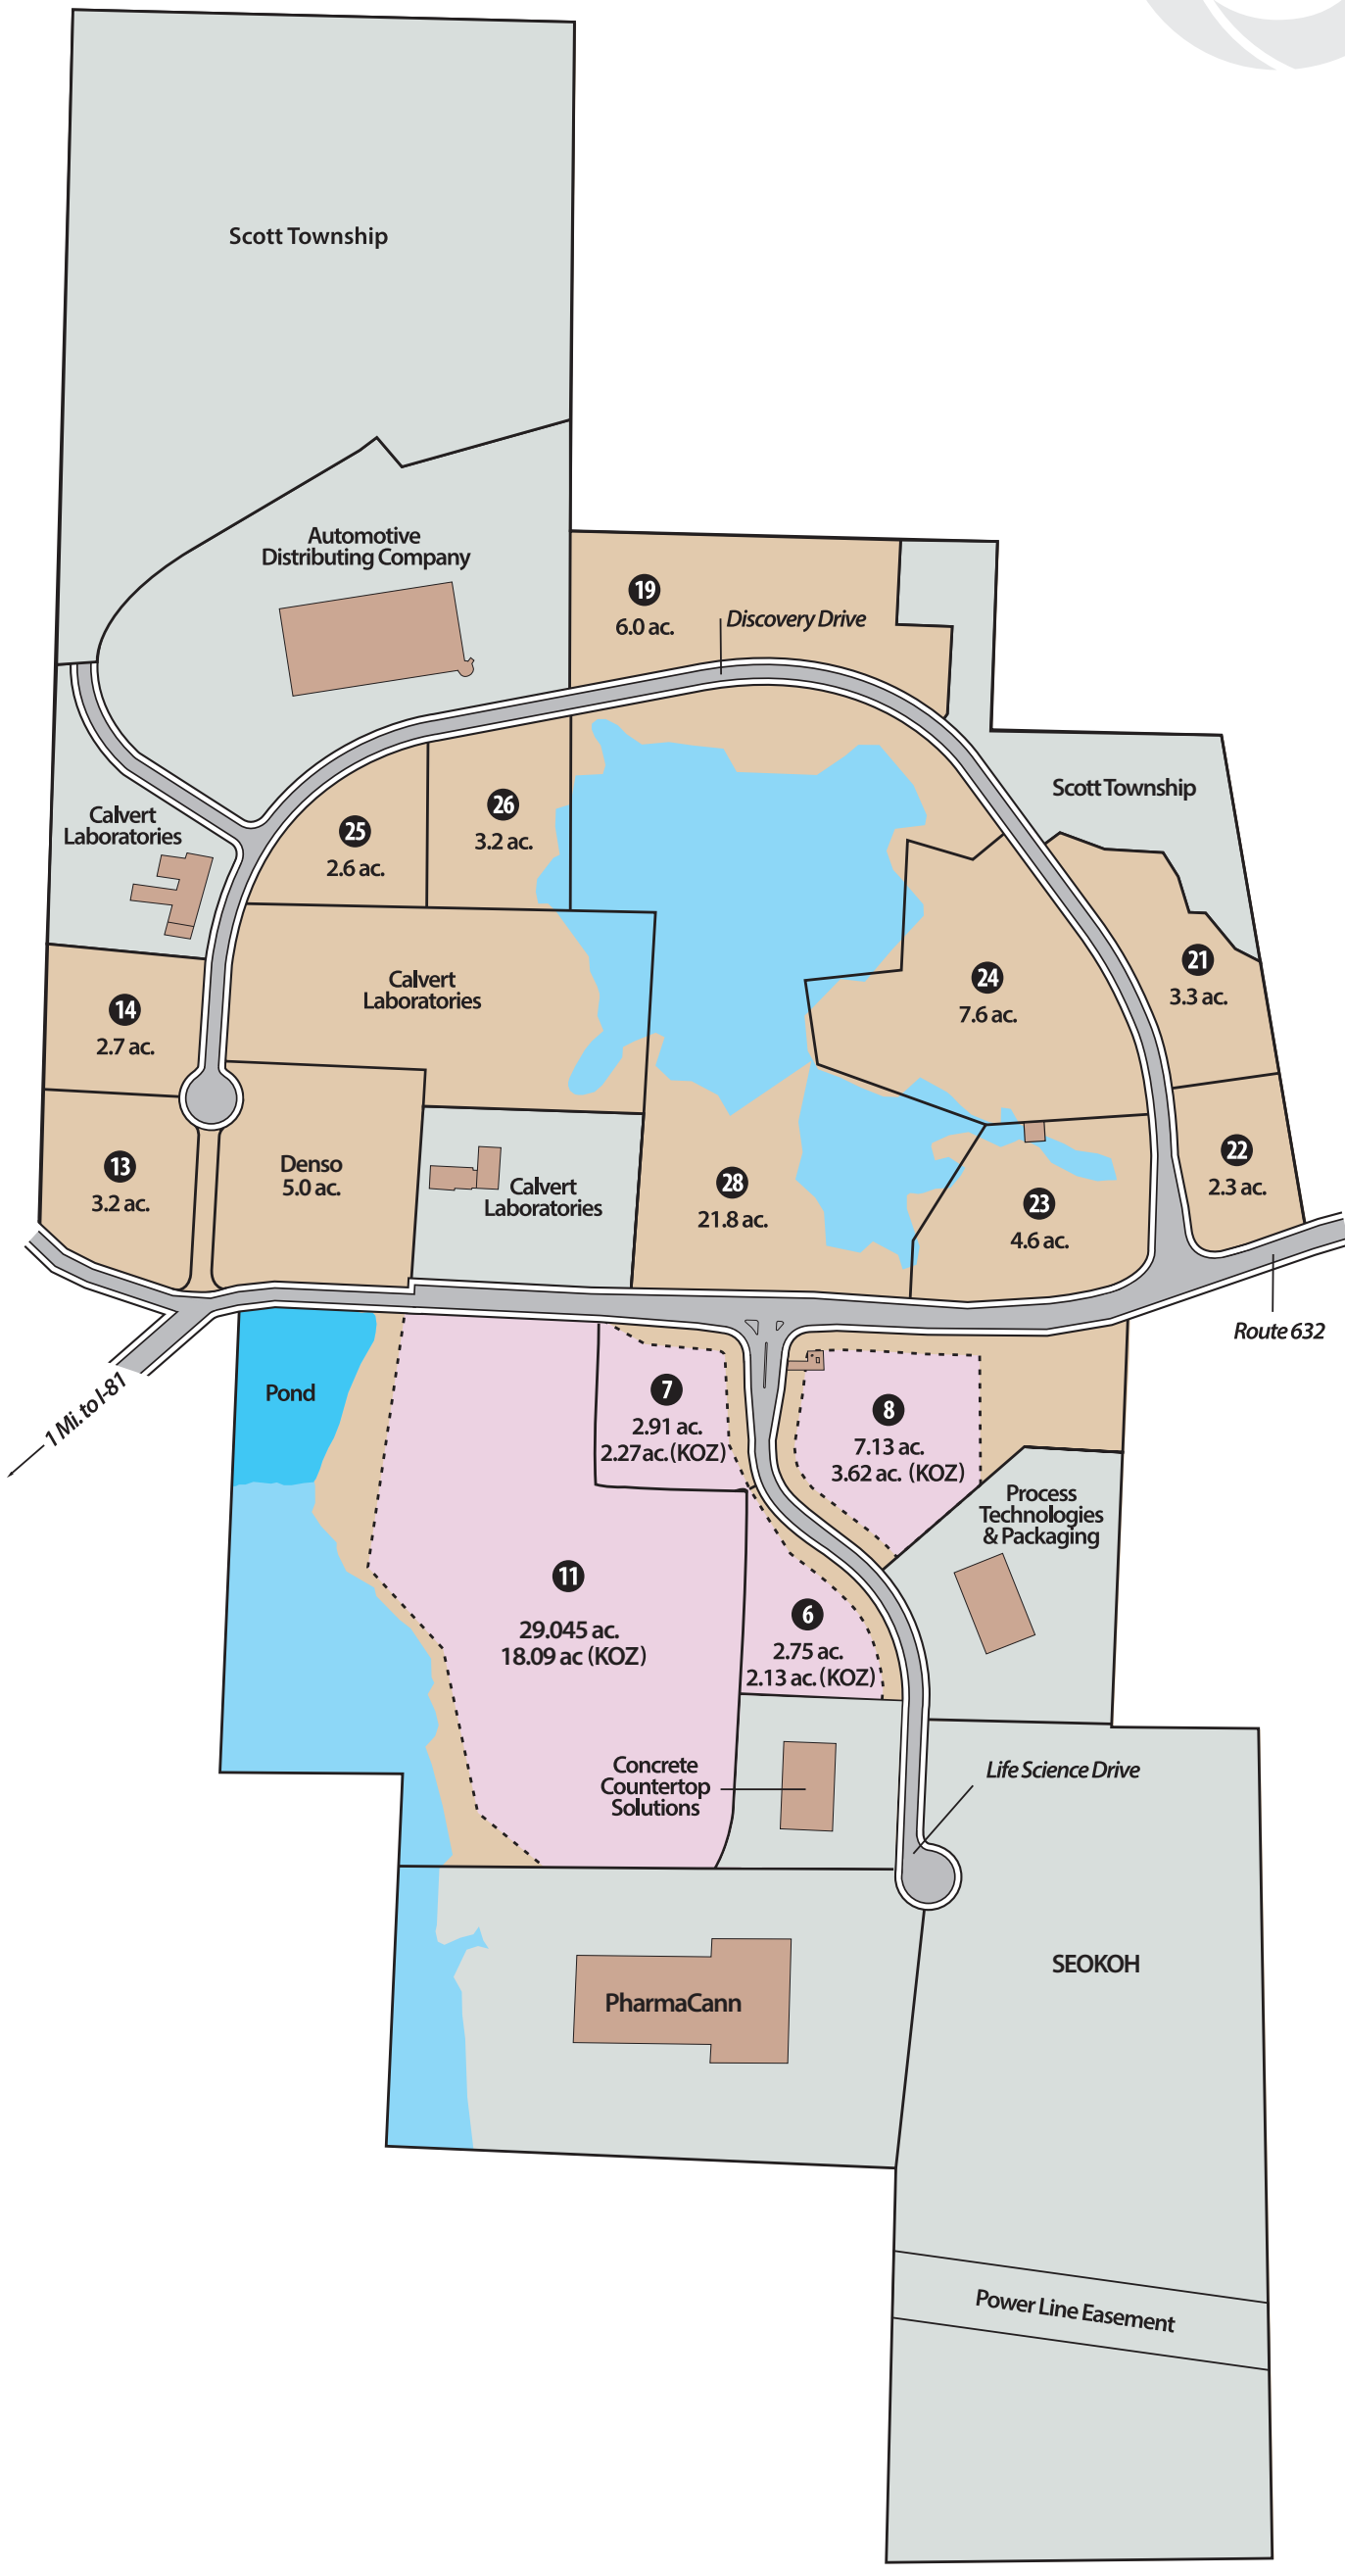 Scott Township
Automotive
Distributing Company
19
6.0 ac.
Discovery Drive
Scott Township
Calvert
Laboratories
25
2.6 ac.
26
3.2 ac.
14
2.7 ac.
Calvert
Laboratories
24
7.6 ac.
21
3.3 ac.
13
3.2 ac.
Denso
5.0 ac.
Calvert
Laboratories
28
21.8 ac.
23
4.6 ac.
22
2.3 ac.
Route 632
1 Mi. to I-81
Pond
7
2.91 ac.
2.27 ac. (KOZ)
8
7.13 ac.
3.62 ac. (KOZ)
Process
Technologies
& Packaging
11
29.045 ac.
18.09 ac (KOZ)
6
2.75 ac.
2.13 ac. (KOZ)
Concrete
Countertop
Solutions
Life Science Drive
SEOKOH
PharmaCann
Power Line Easement